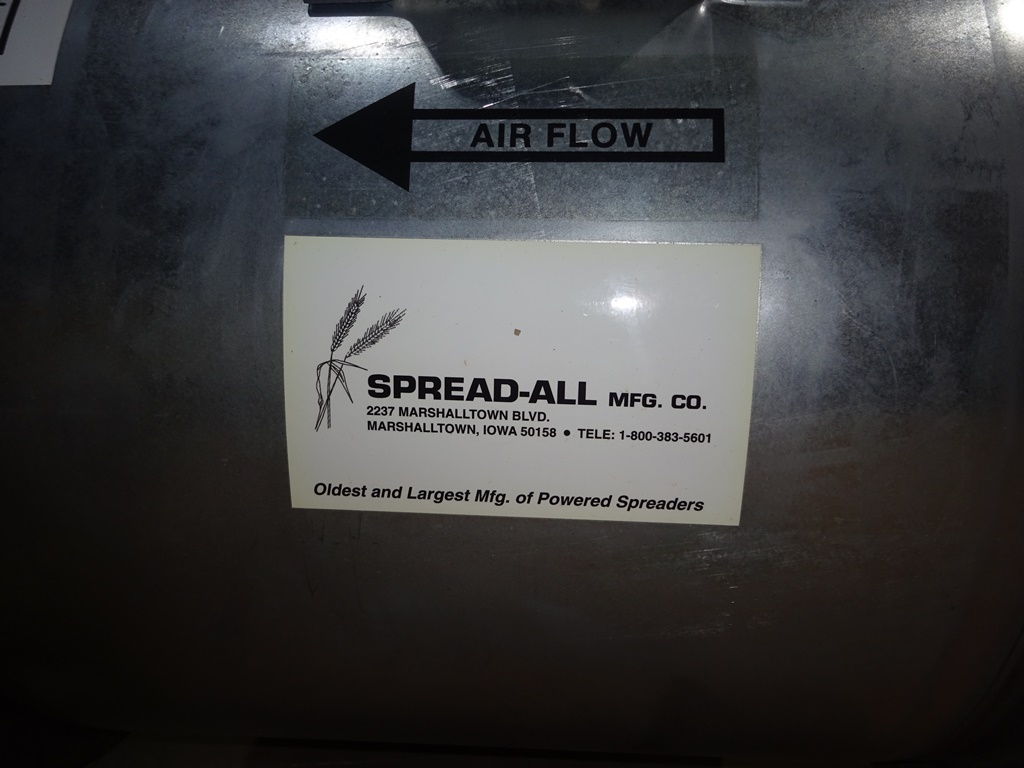 AIR FLOW
SPREAD-ALL MFG. CO.
2237 MARSHALLTOWN BLVD.
MARSHALLTOWN, IOWA 50158 • TELE: 1-800-383-5601
Oldest and Largest Mfg. of Powered Spreaders